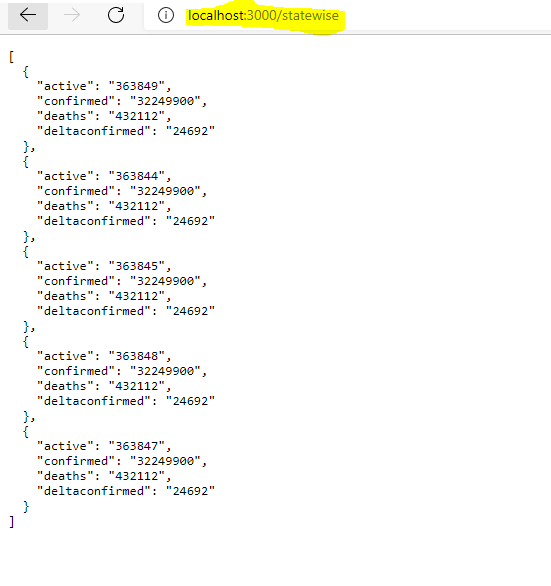 localhost:3000/statewise
[
  {
    "active": "363849",
    "confirmed": "32249900",
    "deaths": "432112",
    "deltaconfirmed": "24692"
  },
  {
    "active": "363844",
    "confirmed": "32249900",
    "deaths": "432112",
    "deltaconfirmed": "24692"
  },
  {
    "active": "363845",
    "confirmed": "32249900",
    "deaths": "432112",
    "deltaconfirmed": "24692"
  },
  {
    "active": "363848",
    "confirmed": "32249900",
    "deaths": "432112",
    "deltaconfirmed": "24692"
  },
  {
    "active": "363847",
    "confirmed": "32249900",
    "deaths": "432112",
    "deltaconfirmed": "24692"
  }
]